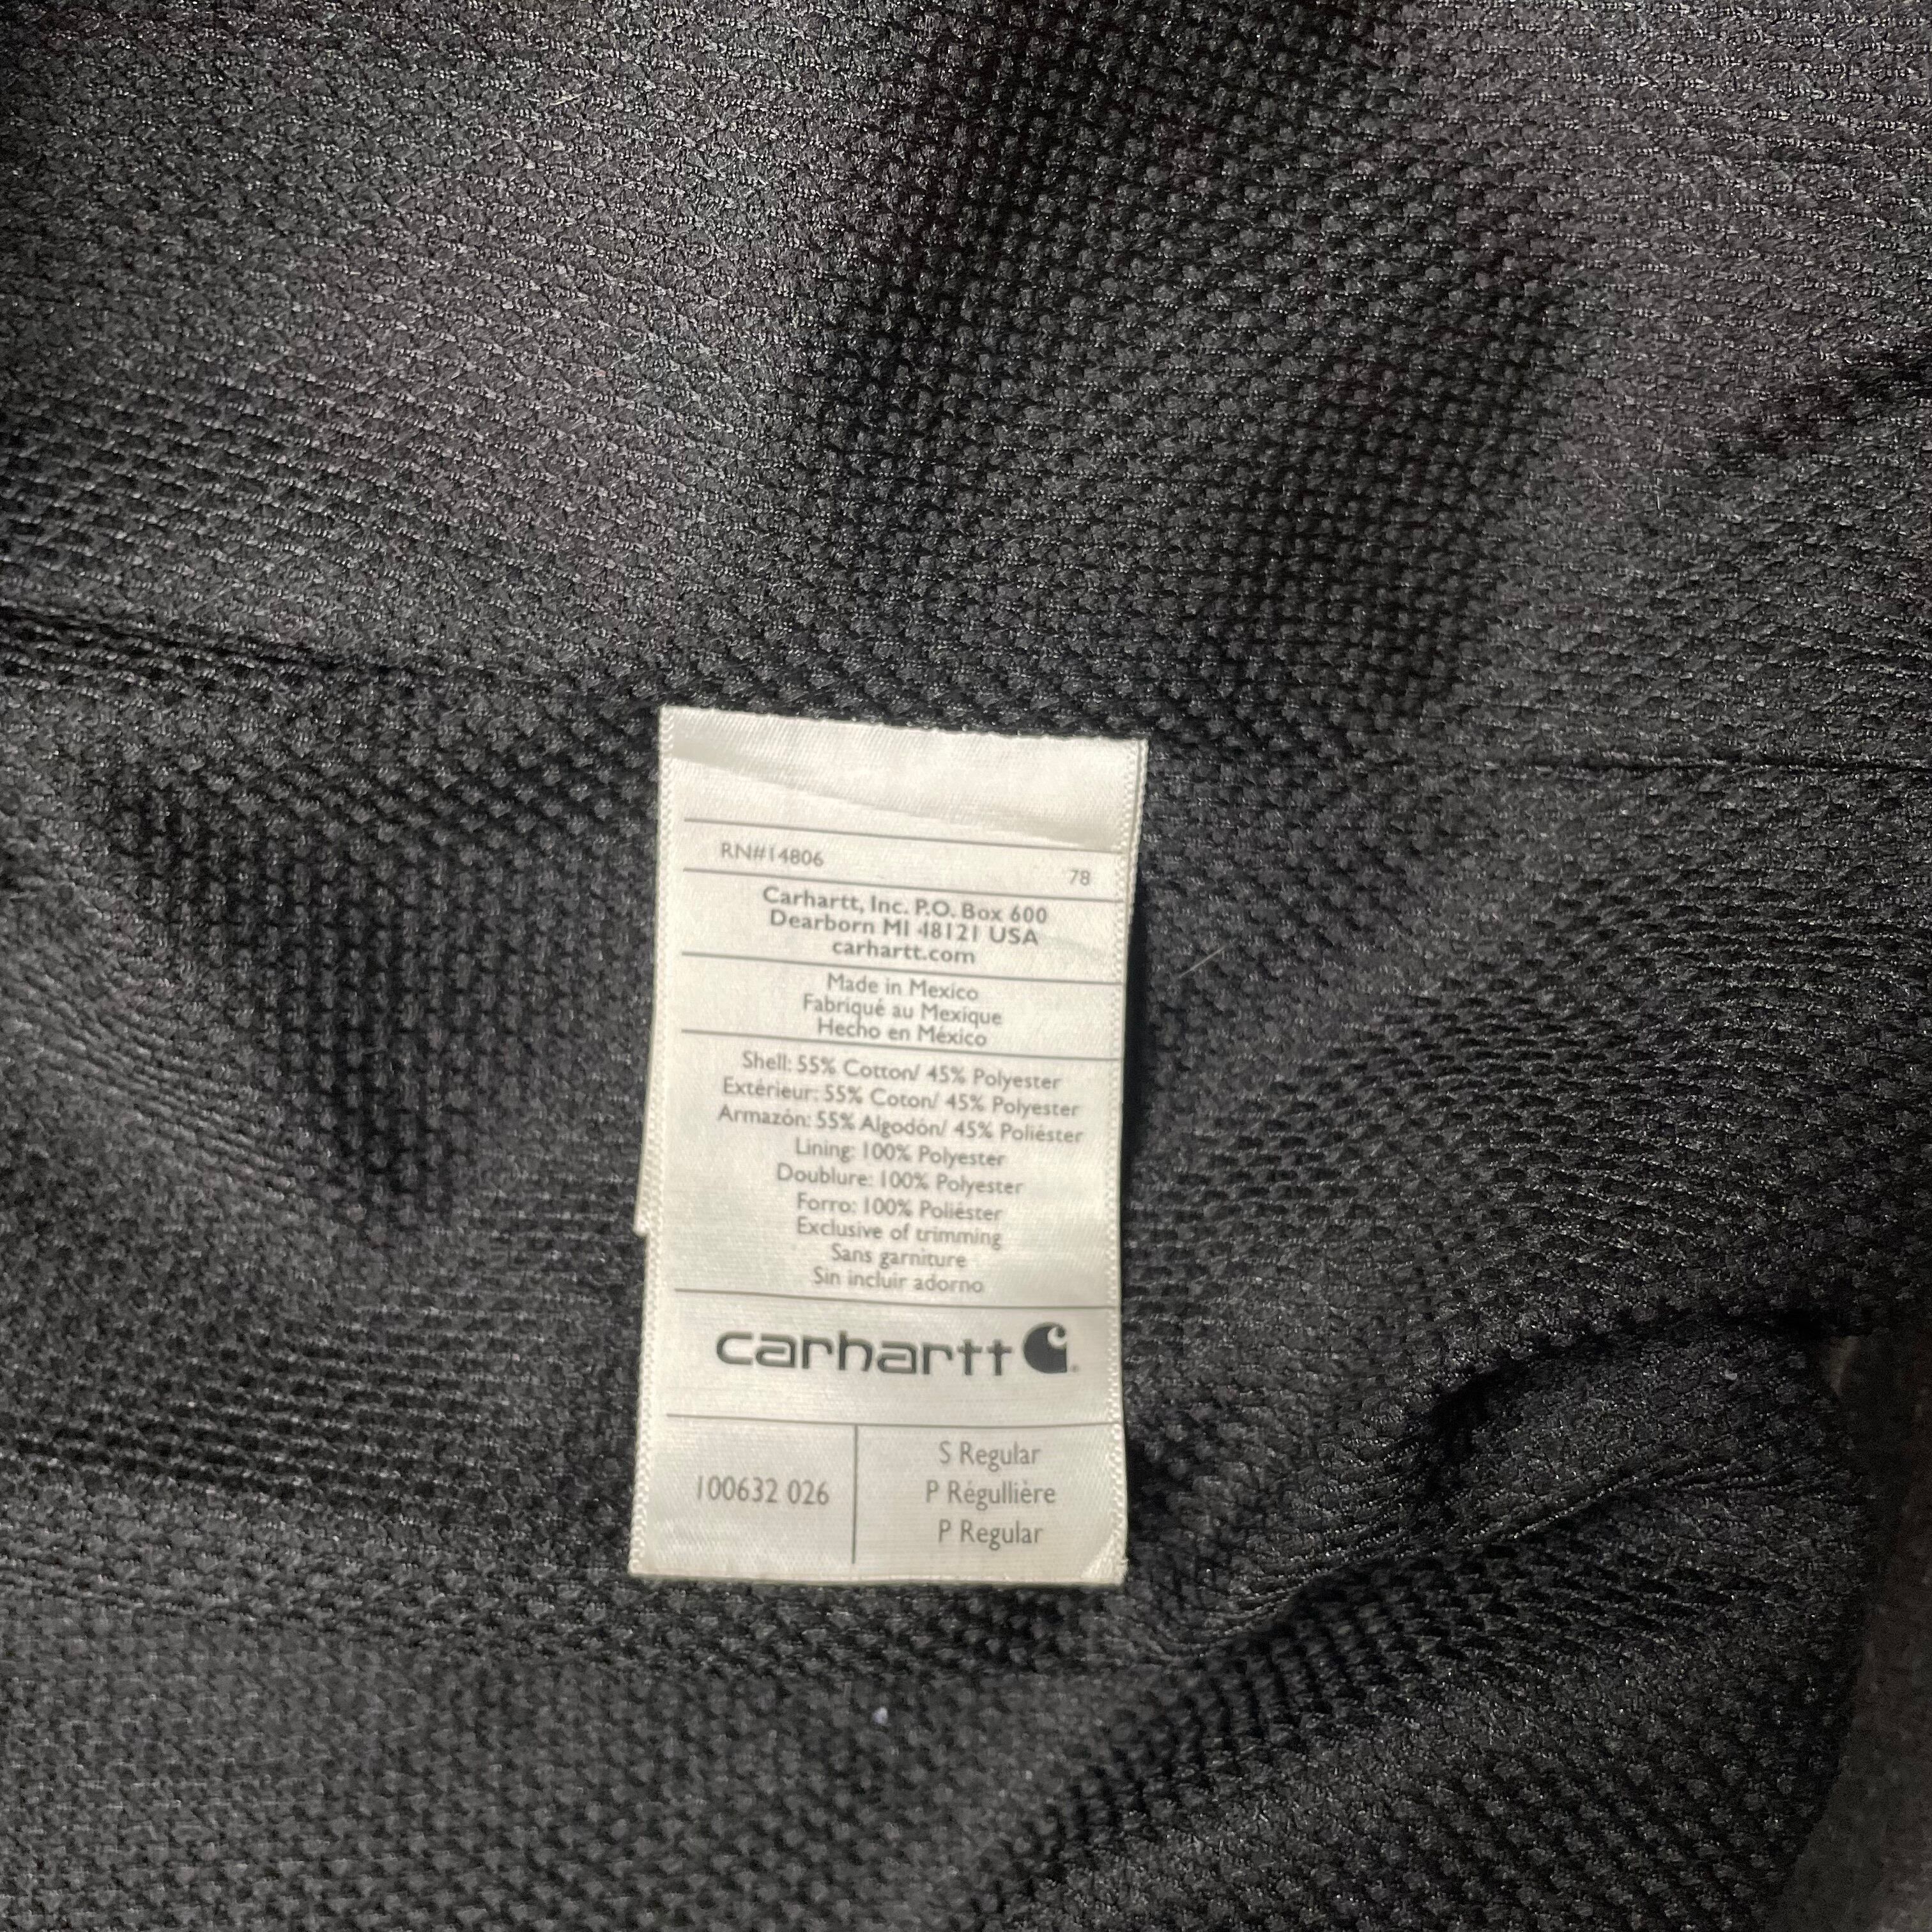 RN#14806
78
Carhartt, Inc. P.O. Box 600
Dearborn MI 48121 USA
carhartt.com
Made in Mexico
Fabriqué au Mexique
Hecho en México
Shell: 55% Cotton/ 45% Polyester
Extérieur: 55% Coton/ 45% Polyester
Armazón: 55% Algodón/ 45% Poliéster
Lining: 100% Polyester
Doublure: 100% Polyester
Forro: 100% Poliéster
Exclusive of trimming
Sans garniture
Sin incluir adorno
carhartt
100632 026
S Regular
P Régullière
P Regular